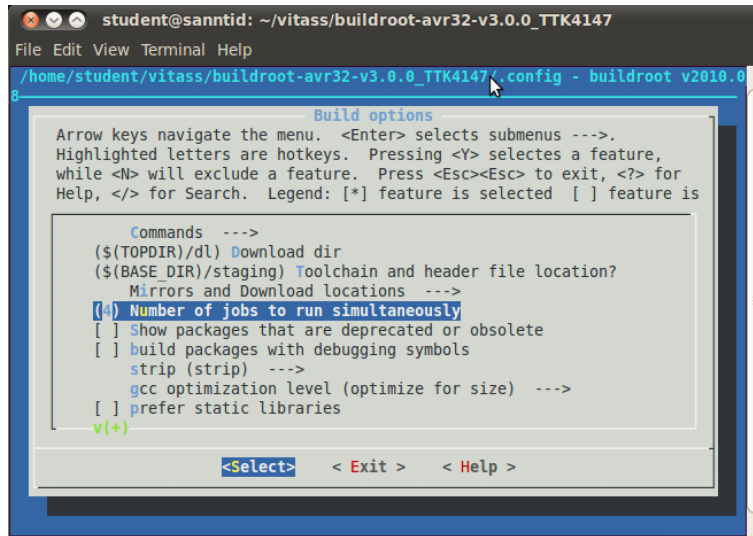 student@sanntid: ~/vitass/buildroot-avr32-v3.0.0_TTK4147
File Edit View Terminal Help
/home/student/vitass/buildroot-avr32-v3.0.0_TTK4147/.config - buildroot v2010.0
8
Build options
Arrow keys navigate the menu. <Enter> selects submenus --->.
Highlighted letters are hotkeys. Pressing <Y> selectes a feature,
while <N> will exclude a feature. Press <Esc><Esc> to exit, <?> for
Help, </> for Search. Legend: [*] feature is selected [ ] feature is
Commands --->
($(TOPDIR)/dl) Download dir
($(BASE_DIR)/staging) Toolchain and header file location?
Mirrors and Download locations --->
(4) Number of jobs to run simultaneously
[ ] Show packages that are deprecated or obsolete
[ ] build packages with debugging symbols
strip (strip) --->
gcc optimization level (optimize for size) --->
[ ] prefer static libraries
v(+)
<Select> < Exit > < Help >